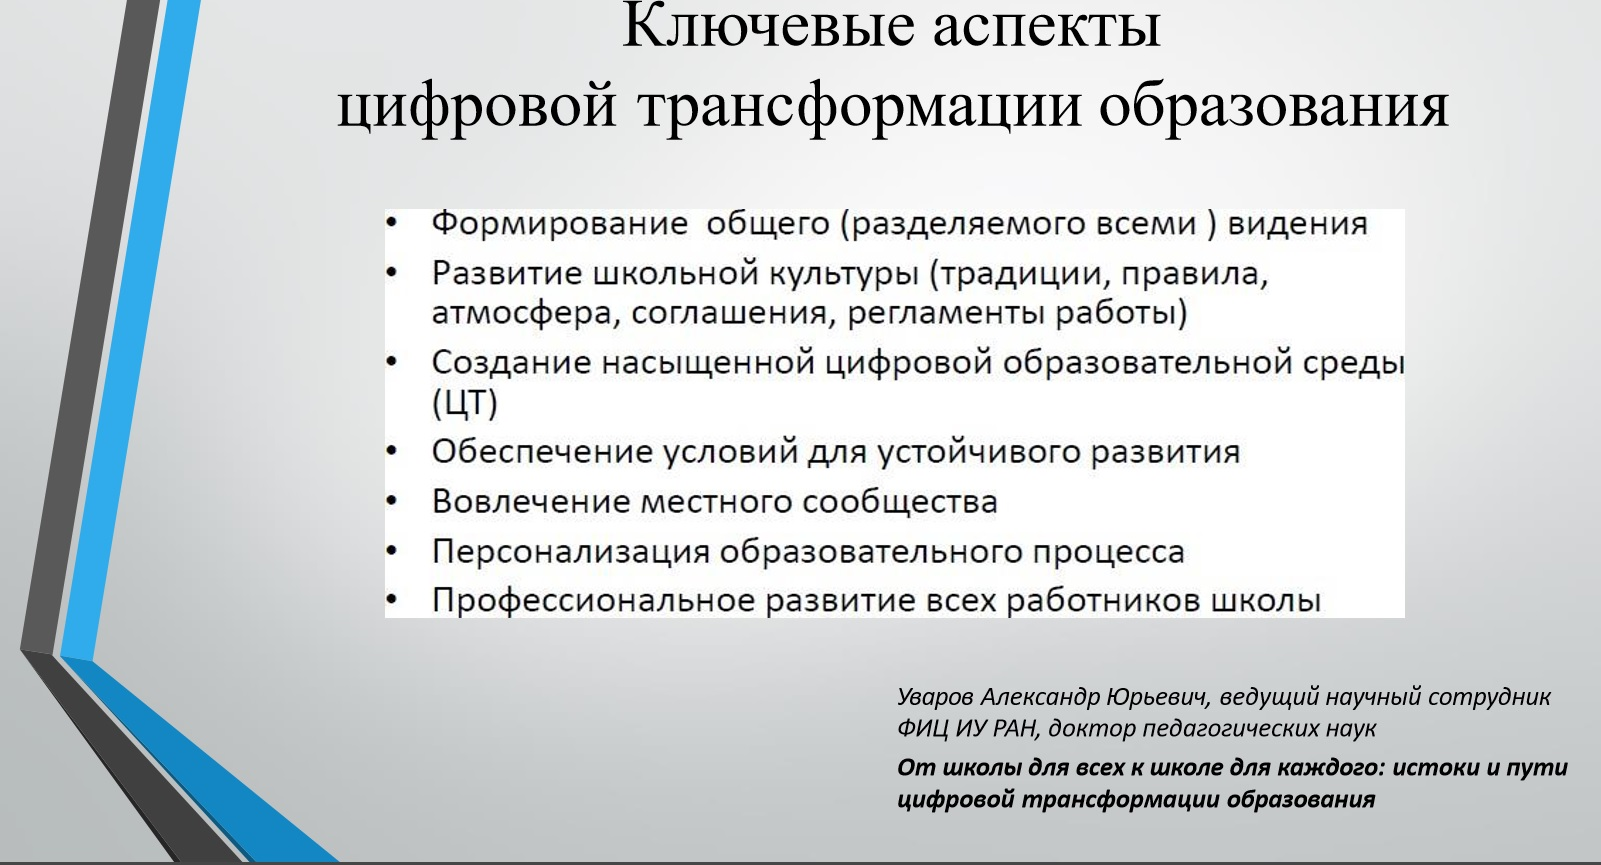 Ключевые аспекты
цифровой трансформации образования
• Формирование общего (разделяемого всеми ) видения
• Развитие школьной культуры (традиции, правила,
атмосфера, соглашения, регламенты работы)
• Создание насыщенной цифровой образовательной среды
(ЦТ)
• Обеспечение условий для устойчивого развития
• Вовлечение местного сообщества
• Персонализация образовательного процесса
• Профессиональное развитие всех работников школы
Уваров Александр Юрьевич, ведущий научный сотрудник
ФИЦ ИУ РАН, доктор педагогических наук
От школы для всех к школе для каждого: истоки и пути
цифровой трансформации образования